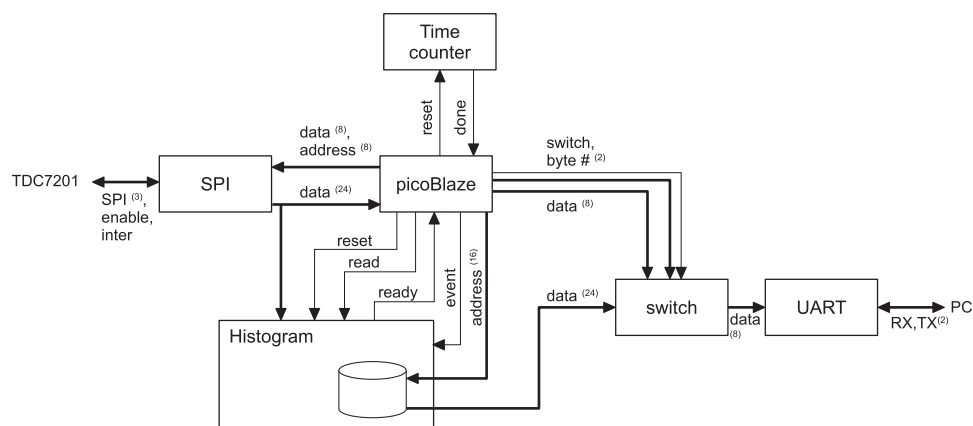 Time
counter
reset
done
data (8),
address (8)
switch,
byte # (2)
TDC7201
SPI
picoBlaze
data (24)
data (8)
SPI (3),
enable,
inter
reset
read
ready
event
address (16)
data (24)
switch
UART
PC
data
(8)
RX,TX(2)
Histogram